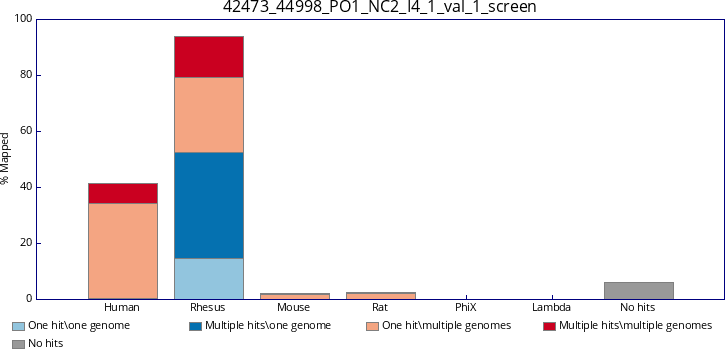 42473_44998_PO1_NC2_I4_1_val_1_screen
100
80
60
40
20
0
% Mapped
Human Rhesus Mouse Rat PhiX Lambda No hits
One hit\one genome Multiple hits\one genome One hit\multiple genomes Multiple hits\multiple genomes
No hits